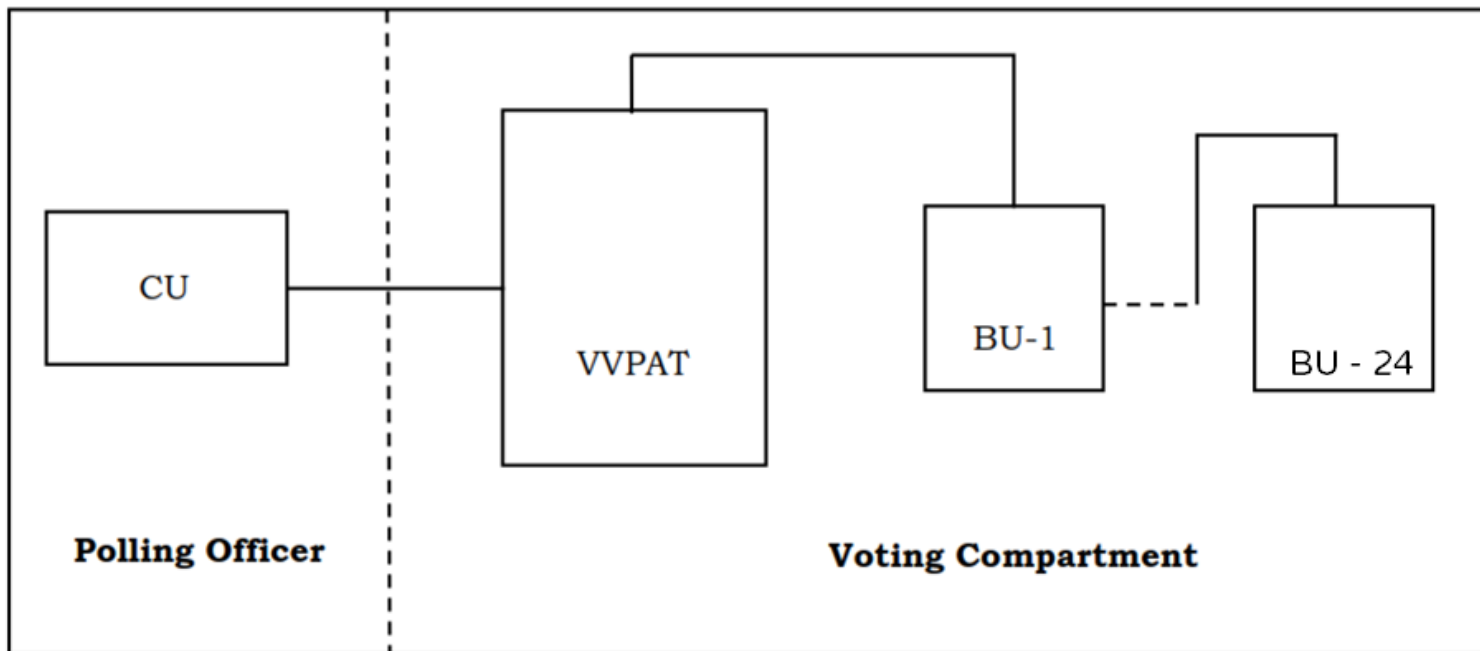 CU
VVPAT
BU-1
BU - 24
Polling Officer
Voting Compartment